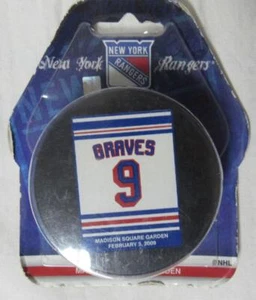 NEW YORK
RANGERS
New York Rangers
BRAVES
9
MADISON SQUARE GARDEN
FEBRUARY 3, 2009
©NHL